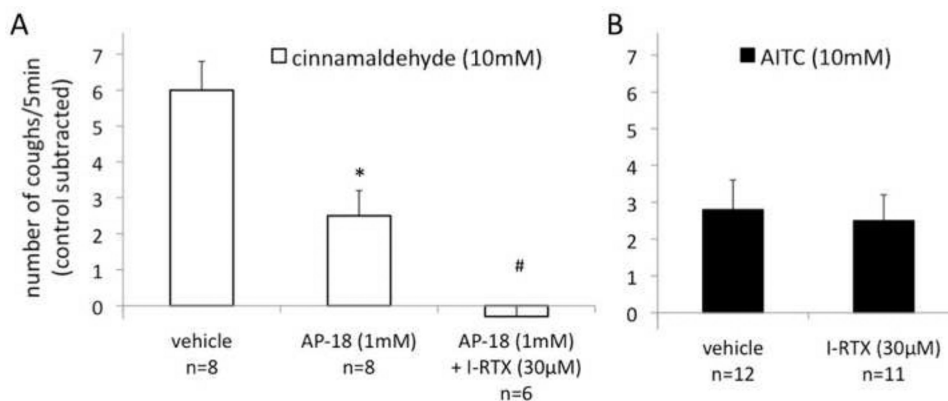 A
number of coughs/5min
(control subtracted)
7
6
5
4
3
2
1
0
cinnamaldehyde (10mM)
*
#
vehicle
n=8
AP-18 (1mM)
n=8
AP-18 (1mM)
+ I-RTX (30µM)
n=6
B
7
6
5
4
3
2
1
0
AITC (10mM)
vehicle
n=12
I-RTX (30µM)
n=11